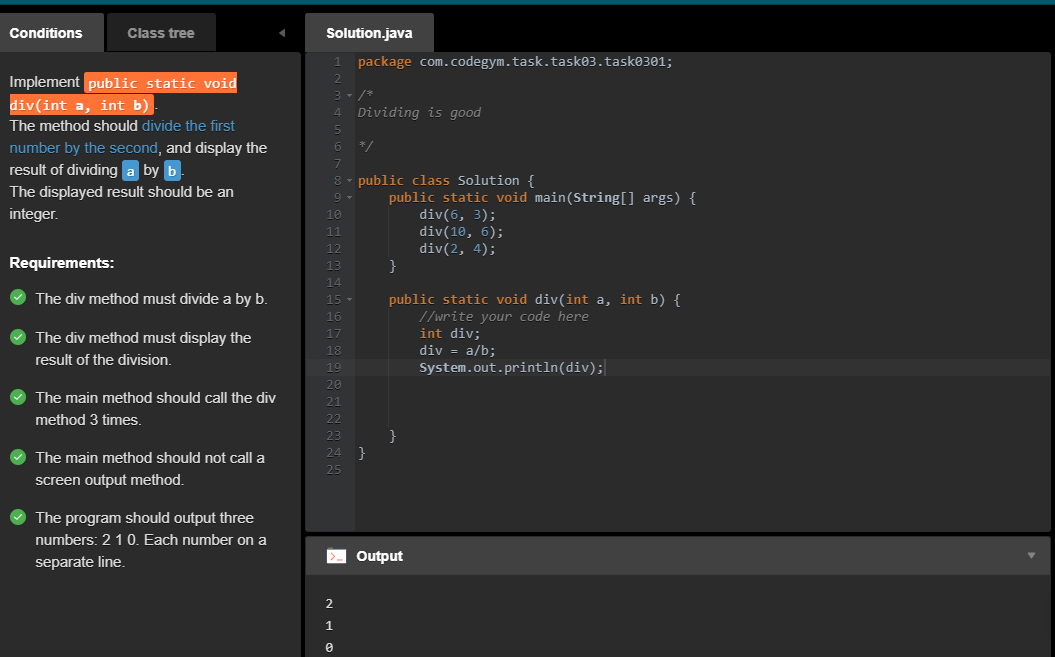 Conditions
Class tree
Implement public static void
div(int a, int b).
The method should divide the first
number by the second, and display the
result of dividing a by b.
The displayed result should be an
integer.
Requirements:
The div method must divide a by b.
The div method must display the
result of the division.
The main method should call the div
method 3 times.
The main method should not call a
screen output method.
The program should output three
numbers: 2 1 0. Each number on a
separate line.
Solution.java
1 package com.codegym.task.task03.task0301;
2
3 /*
4 Dividing is good
5
6 */
7
8 public class Solution {
9 public static void main(String[] args) {
10 div(6, 3);
11 div(10, 6);
12 div(2, 4);
13 }
14
15 public static void div(int a, int b) {
16 //write your code here
17 int div;
18 div = a/b;
19 System.out.println(div);
20
21
22
23 }
24 }
25
Output
2
1
0